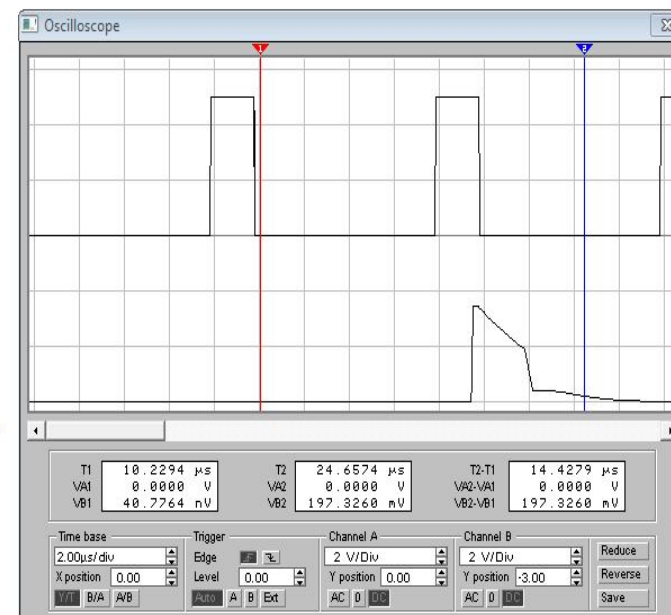 Oscilloscope
1 2
T1 10.2294 µs T2 24.6574 µs T2-T1 14.4279 µs
VA1 0.0000 V VA2 0.0000 V VA2-VA1 0.0000 V
VB1 40.7764 nV VB2 197.3260 mV VB2-VB1 197.3260 mV
Time base Trigger Channel A Channel B
2.00µs/div Edge 2 V/Div 2 V/Div Reduce
X position 0.00 Level 0.00 Y position 0.00 Y position -3.00 Reverse
Y/T B/A A/B Auto A B Ext AC 0 DC AC 0 DC Save